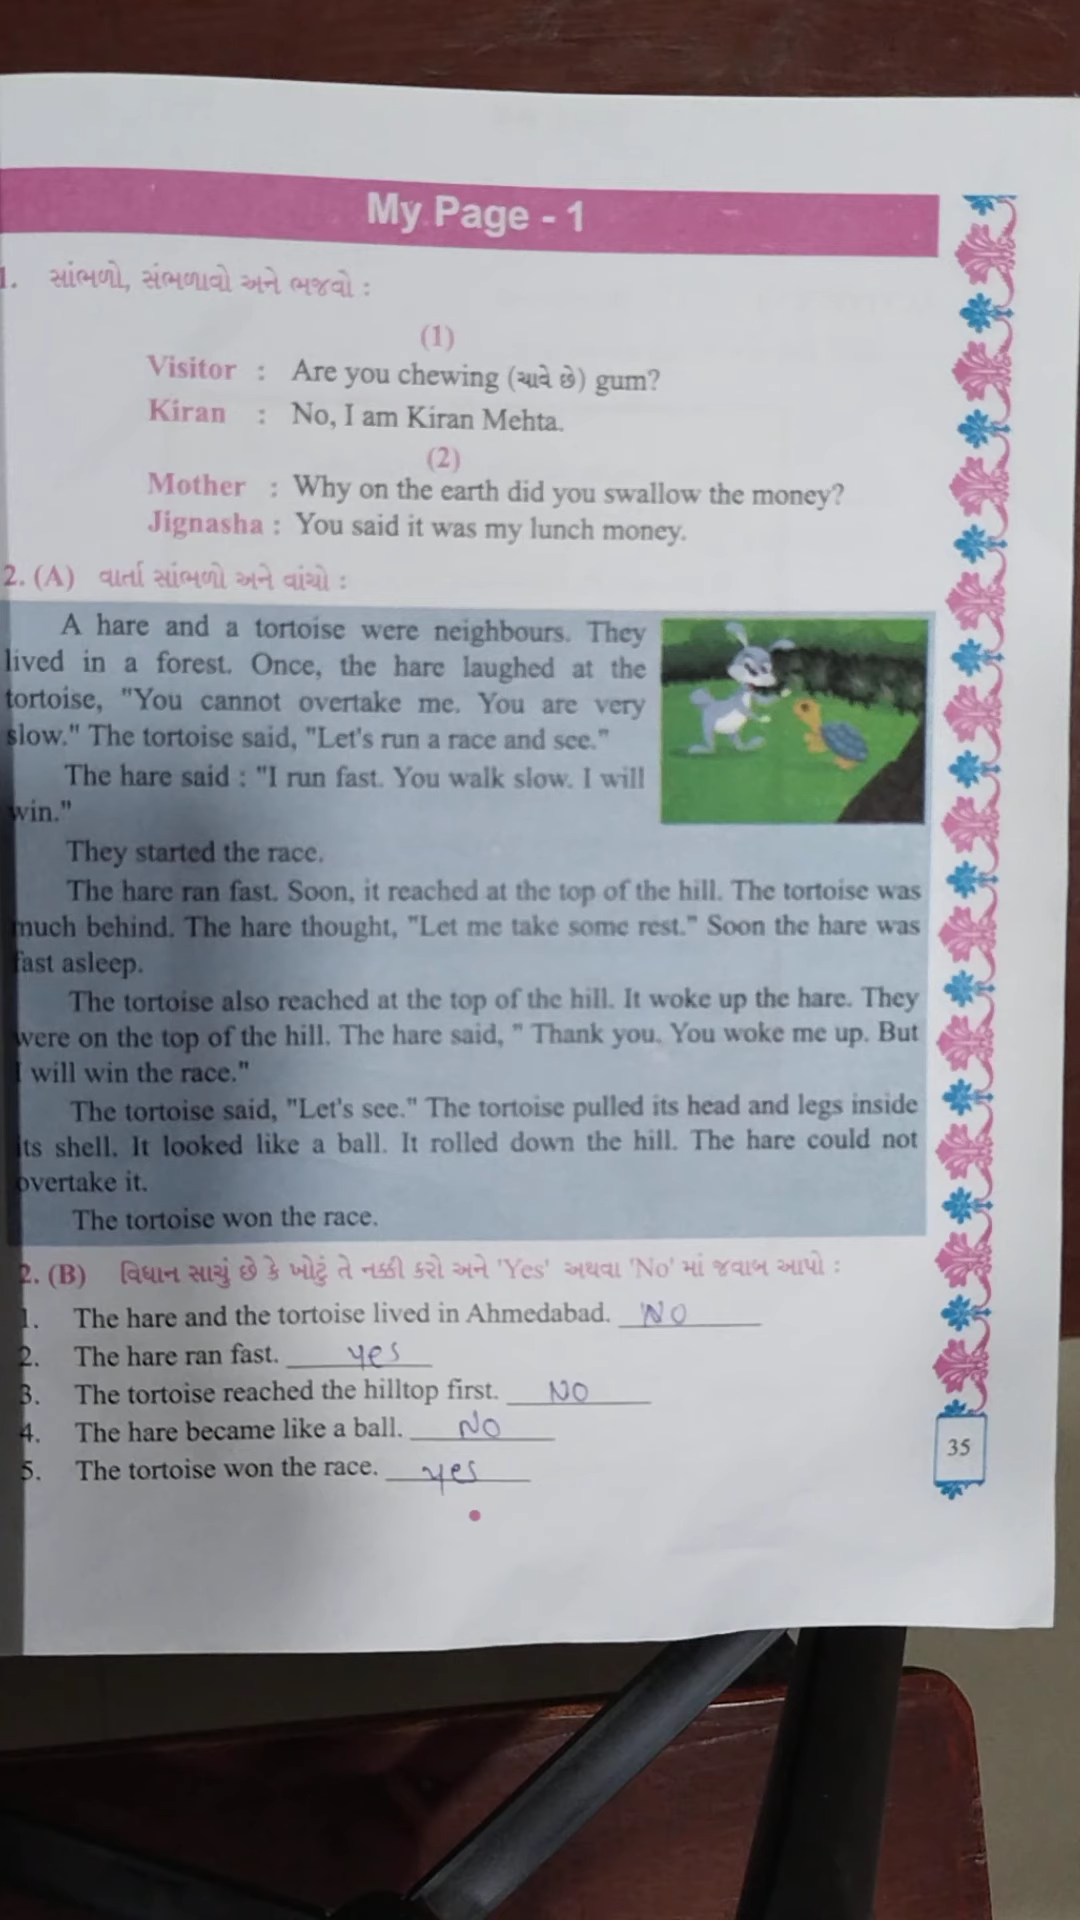 My Page - 1
1. સાંભળો, સંભળાવો અને ભજવો :
(1)
Visitor : Are you chewing (ચાવે છે) gum?
Kiran : No, I am Kiran Mehta.
(2)
Mother : Why on the earth did you swallow the money?
Jignasha : You said it was my lunch money.
2. (A) વાર્તા સાંભળો અને વાંચો :
A hare and a tortoise were neighbours. They
lived in a forest. Once, the hare laughed at the
tortoise, "You cannot overtake me. You are very
slow." The tortoise said, "Let's run a race and see."
The hare said : "I run fast. You walk slow. I will
win."
They started the race.
The hare ran fast. Soon, it reached at the top of the hill. The tortoise was
much behind. The hare thought, "Let me take some rest." Soon the hare was
fast asleep.
The tortoise also reached at the top of the hill. It woke up the hare. They
were on the top of the hill. The hare said, " Thank you. You woke me up. But
I will win the race."
The tortoise said, "Let's see." The tortoise pulled its head and legs inside
its shell. It looked like a ball. It rolled down the hill. The hare could not
overtake it.
The tortoise won the race.
2. (B) વિધાન સાચું છે કે ખોટું તે નક્કી કરો અને 'Yes' અથવા 'No' માં જવાબ આપો :
1. The hare and the tortoise lived in Ahmedabad. NO
2. The hare ran fast. yes
3. The tortoise reached the hilltop first. NO
4. The hare became like a ball. NO
5. The tortoise won the race. yes
35